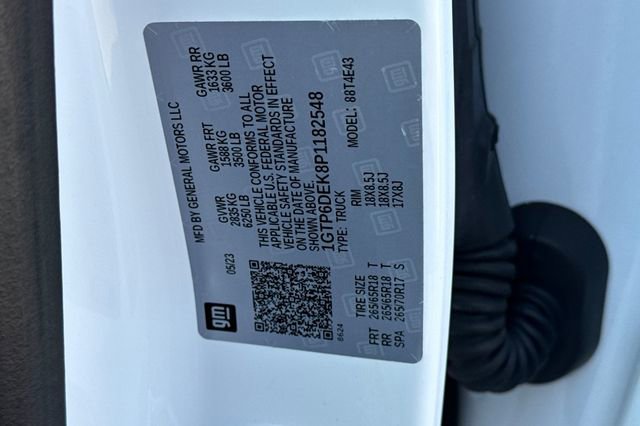 MFD BY GENERAL MOTORS LLC
05/23
GVWR
2835 KG
6250 LB
GAWR FRT
1588 KG
3500 LB
GAWR RR
1633 KG
3600 LB
THIS VEHICLE CONFORMS TO ALL
APPLICABLE U.S. FEDERAL MOTOR
VEHICLE SAFETY STANDARDS IN EFFECT
ON THE DATE OF MANUFACTURE
SHOWN ABOVE.
1GTP6DEK8P1182548
TYPE: TRUCK MODEL: 88T4E43
gm
8624
TIRE SIZE RIM
FRT 265/65R18 T 18X8.5J
RR 265/65R18 T 18X8.5J
SPA 265/70R17 S 17X8J